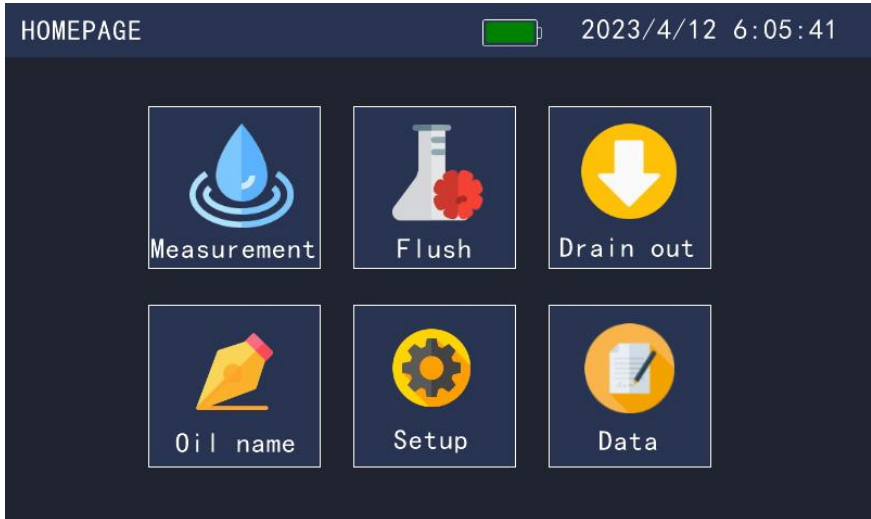 HOMEPAGE 2023/4/12 6:05:41
Measurement Flush Drain out
Oil name Setup Data